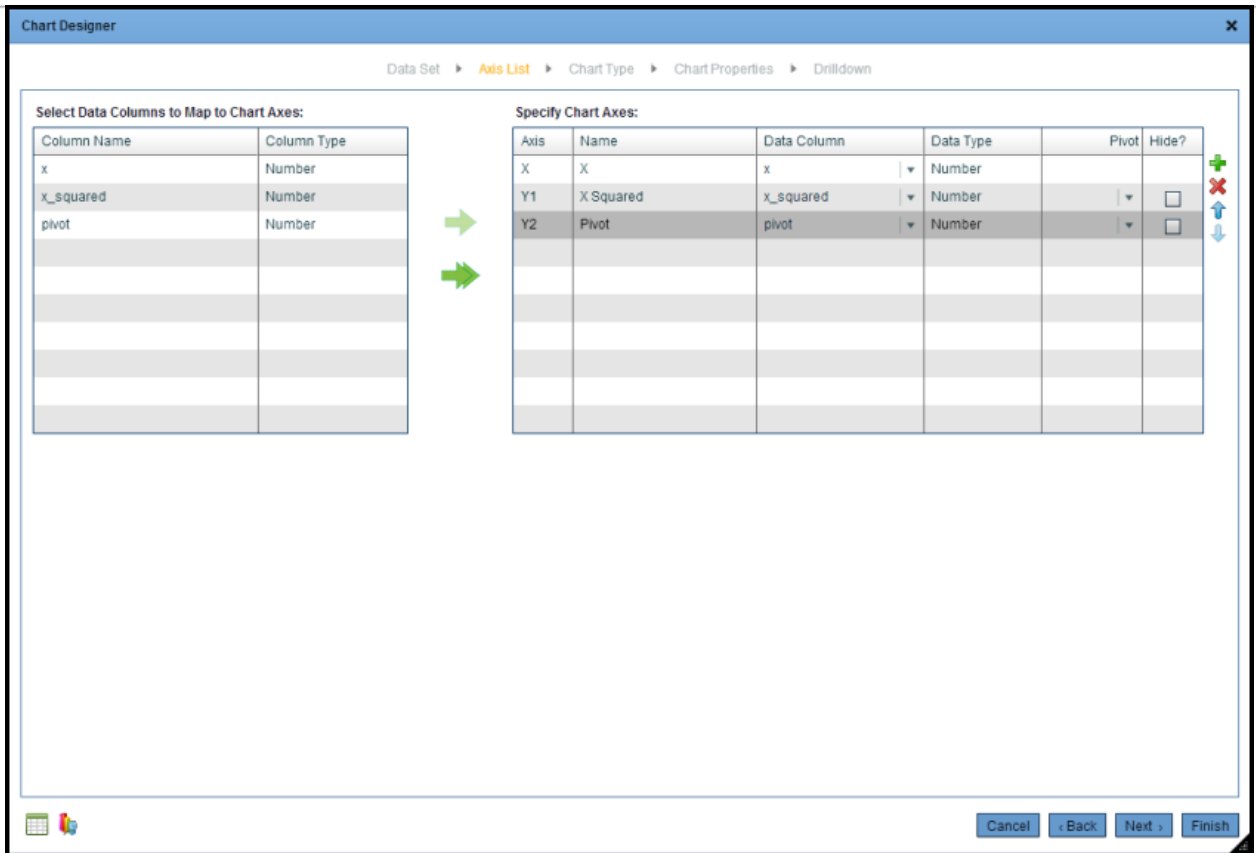 Chart Designer
Data Set Axis List Chart Type Chart Properties Drilldown
Select Data Columns to Map to Chart Axes:
Column Name Column Type
x Number
x_squared Number
pivot Number
Specify Chart Axes:
Axis Name Data Column Data Type Pivot Hide?
X X x Number
Y1 X Squared x_squared Number
Y2 Pivot pivot Number
Cancel ‹ Back Next › Finish